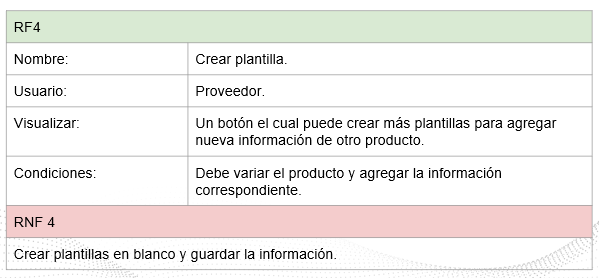 RF4
Nombre: Crear plantilla.
Usuario: Proveedor.
Visualizar: Un botón el cual puede crear más plantillas para agregar
nueva información de otro producto.
Condiciones: Debe variar el producto y agregar la información
correspondiente.
RNF 4
Crear plantillas en blanco y guardar la información.